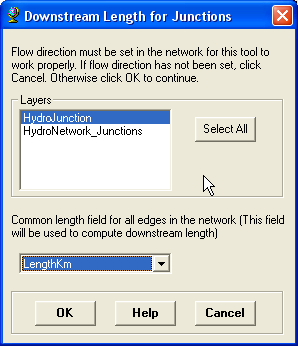 Downstream Length for Junctions
Flow direction must be set in the network for this tool to
work properly. If flow direction has not been set, click
Cancel. Otherwise click OK to continue.
Layers
HydroJunction
HydroNetwork_Junctions
Select All
Common length field for all edges in the network (This field
will be used to compute downstream length)
LengthKm
OK
Help
Cancel